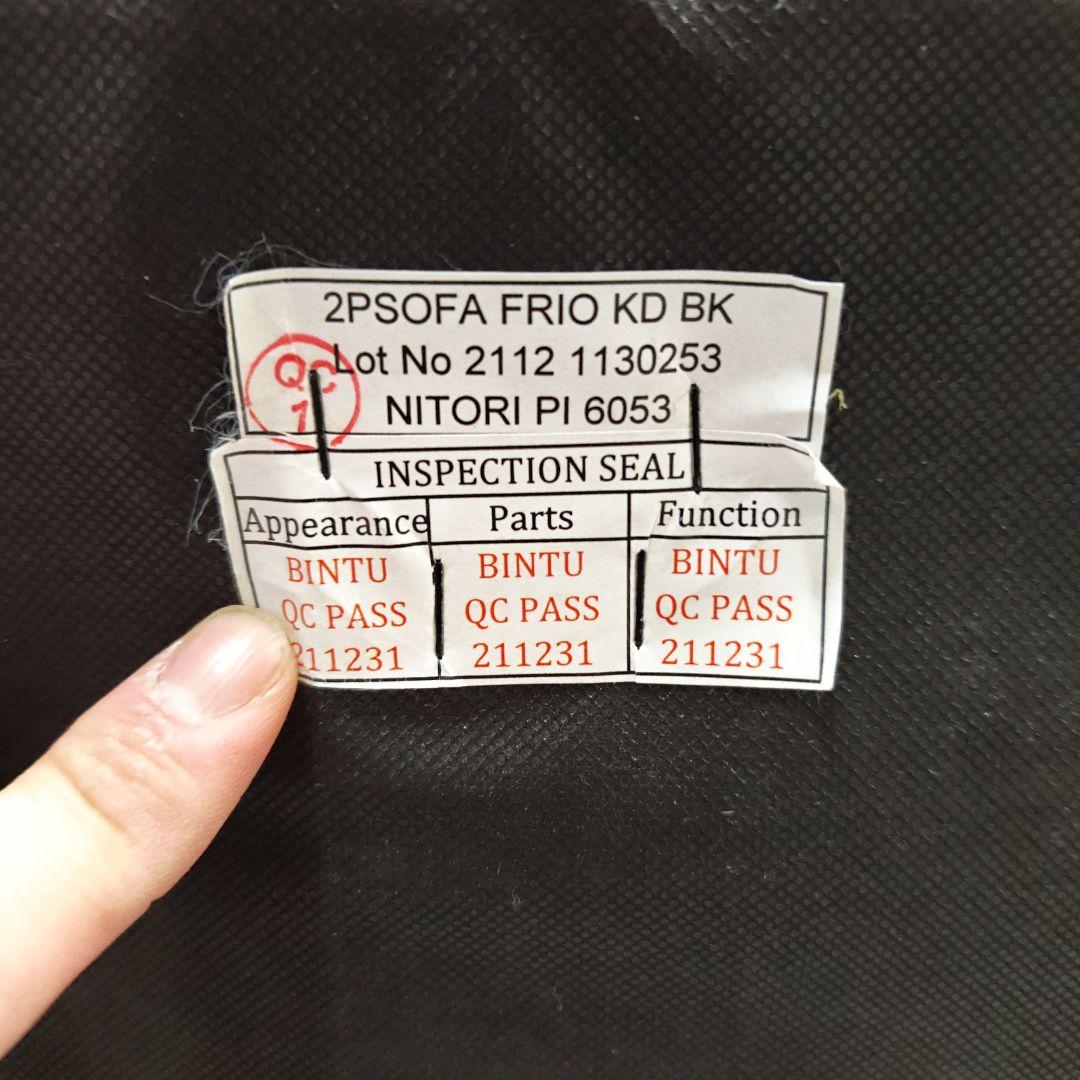 2PSOFA FRIO KD BK
Lot No 2112 1130253
NITORI PI 6053
QC
1
INSPECTION SEAL
Appearance Parts Function
BINTU BINTU BINTU
QC PASS QC PASS QC PASS
211231 211231 211231